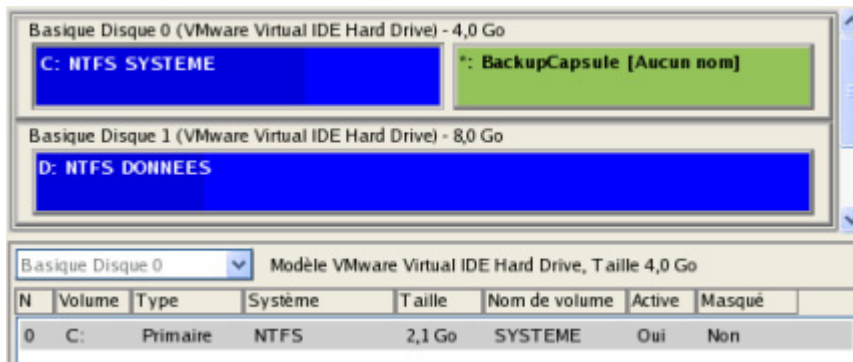 Basique Disque 0 (VMware Virtual IDE Hard Drive) - 4,0 Go
C: NTFS SYSTEME
*: BackupCapsule [Aucun nom]
Basique Disque 1 (VMware Virtual IDE Hard Drive) - 8,0 Go
D: NTFS DONNEES
Basique Disque 0 Modèle VMware Virtual IDE Hard Drive, Taille 4,0 Go
N Volume Type Système Taille Nom de volume Active Masqué
0 C: Primaire NTFS 2,1 Go SYSTEME Oui Non